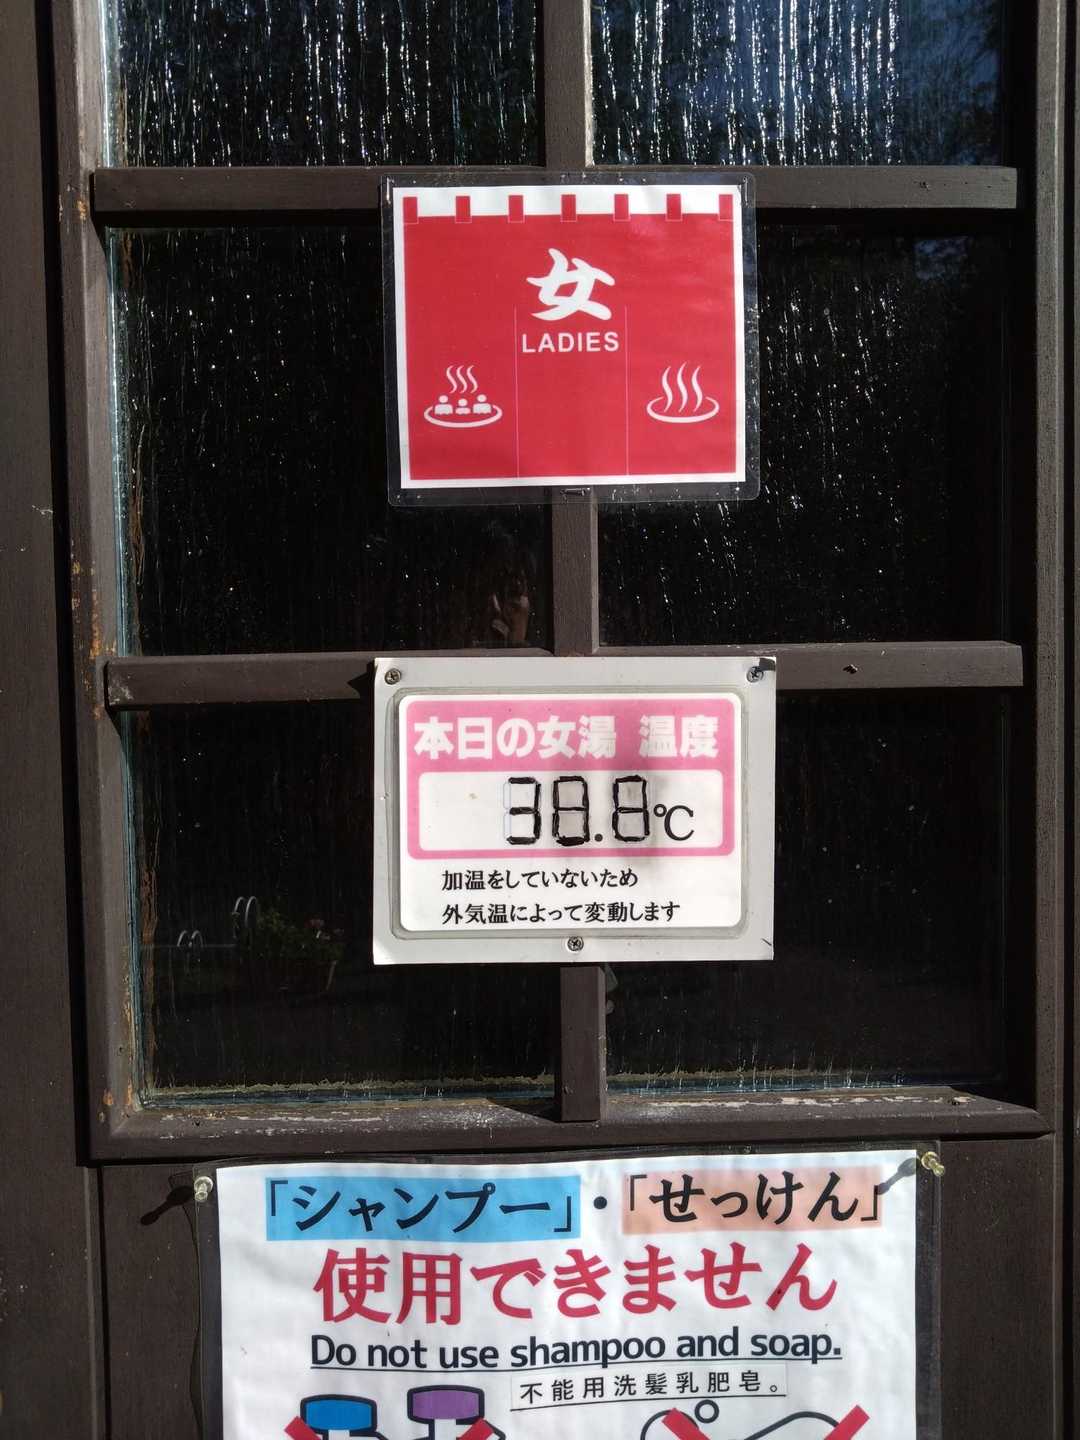 女
LADIES
本日の女湯 温度
38.8℃
加温をしていないため
外気温によって変動します
「シャンプー」・「せっけん」
使用できません
Do not use shampoo and soap.
不能用洗髮乳肥皂。